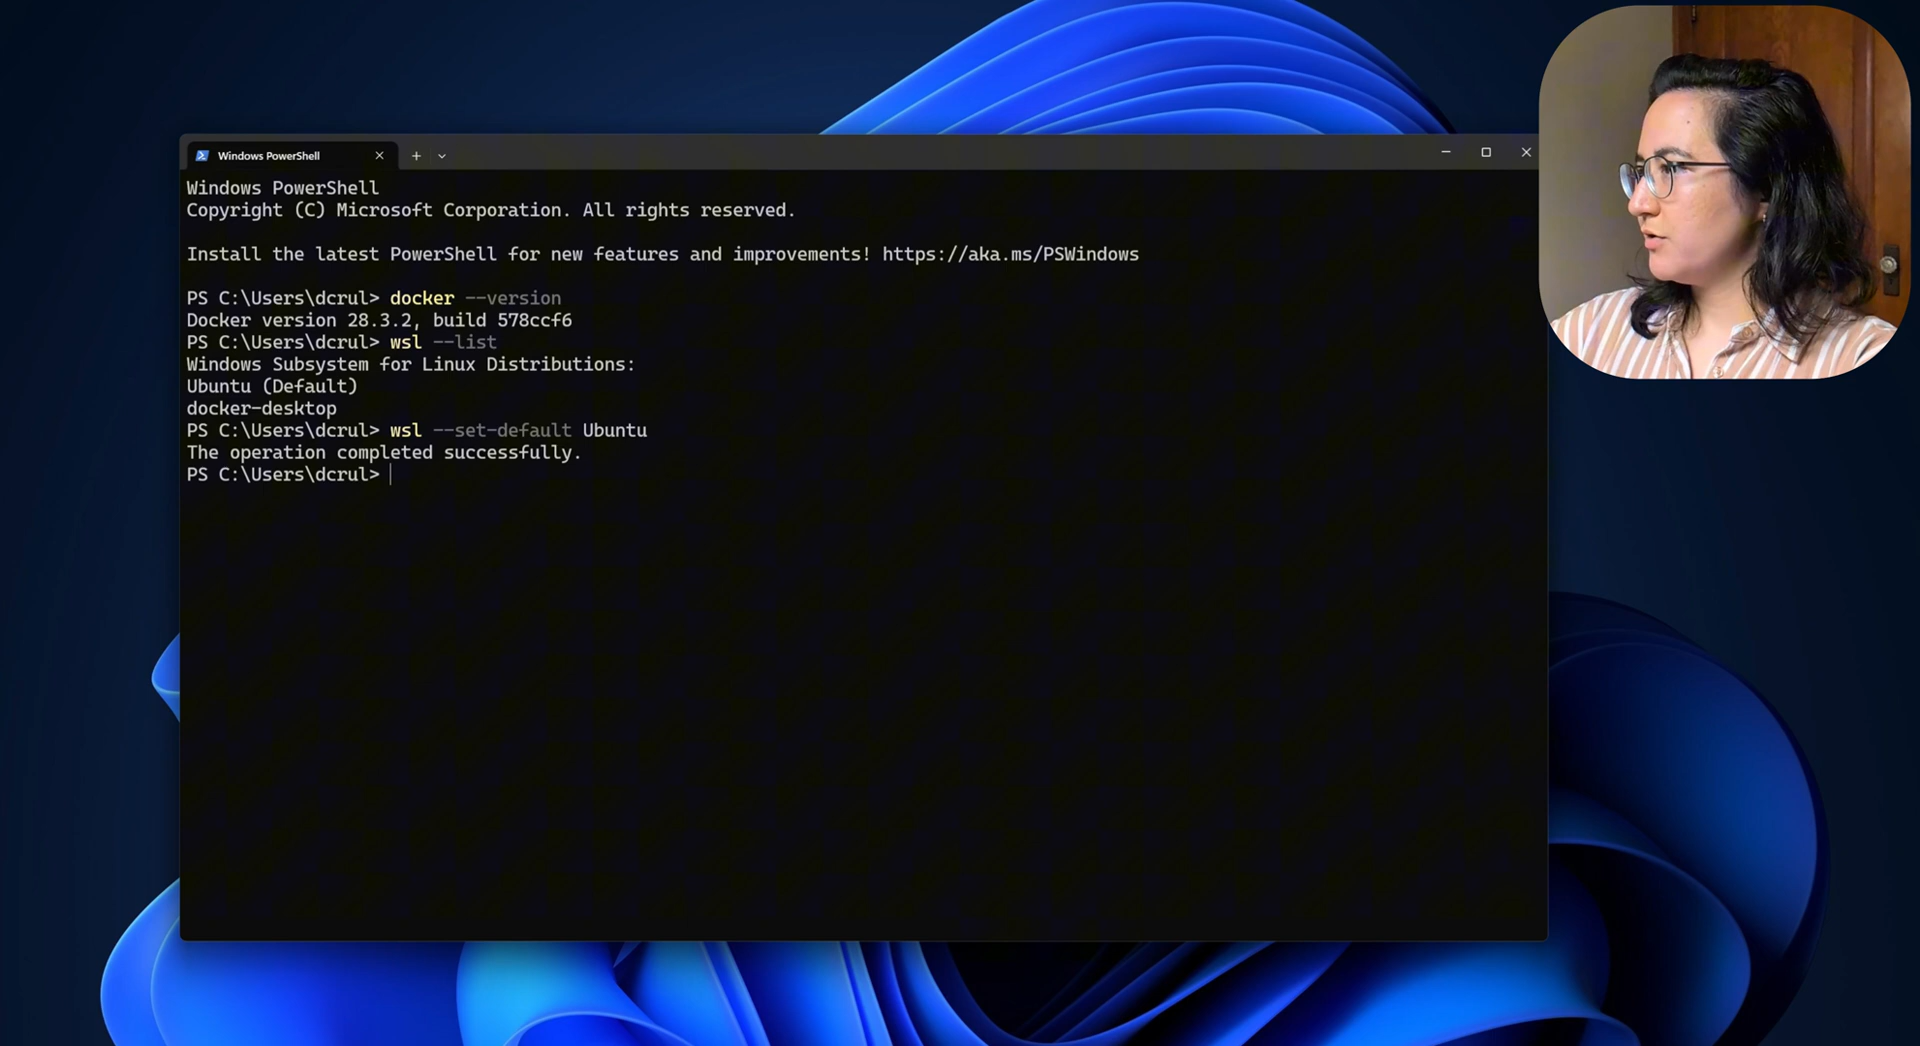 Windows PowerShell
Windows PowerShell
Copyright (C) Microsoft Corporation. All rights reserved.
Install the latest PowerShell for new features and improvements! https://aka.ms/PSWindows
PS C:\Users\dcrul> docker --version
Docker version 28.3.2, build 578ccf6
PS C:\Users\dcrul> wsl --list
Windows Subsystem for Linux Distributions:
Ubuntu (Default)
docker-desktop
PS C:\Users\dcrul> wsl --set-default Ubuntu
The operation completed successfully.
PS C:\Users\dcrul>